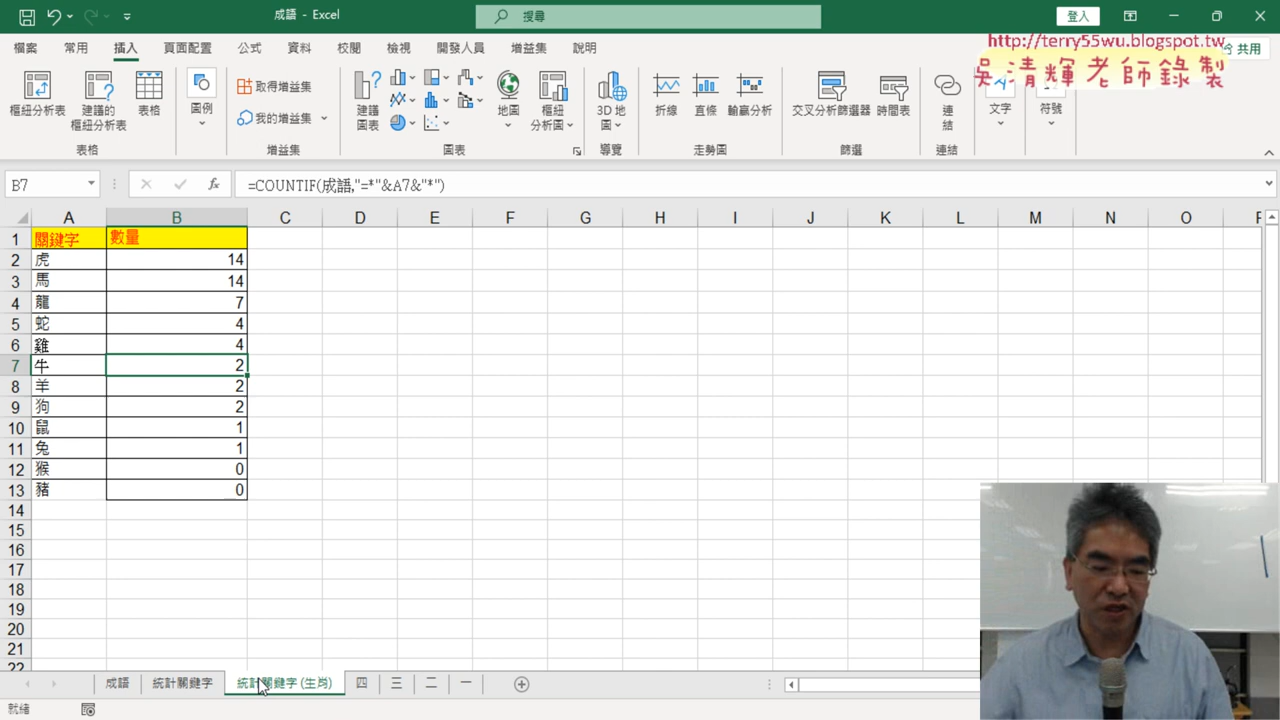 成語 - Excel
搜尋
登入
http://terry55wu.blogspot.tw
吳清輝老師錄製
檔案 常用 插入 頁面配置 公式 資料 校閱 檢視 開發人員 增益集 說明
共用
樞紐分析表
建議的
樞紐分析表
表格
圖例
取得增益集
我的增益集
建議
圖表
地圖
樞紐
分析圖
3D 地
圖
折線
直條
輸贏分析
交叉分析篩選器
時間表
連
結
文字
符號
表格
增益集
圖表
導覽
走勢圖
篩選
連結
B7
fx
=COUNTIF(成語,"=*"&A7&"*")
A B C D E F G H I J K L M N O
1 關鍵字 數量
2 虎 14
3 馬 14
4 龍 7
5 蛇 4
6 雞 4
7 牛 2
8 羊 2
9 狗 2
10 鼠 1
11 兔 1
12 猴 0
13 豬 0
14
15
16
17
18
19
20
21
22
成語 統計關鍵字 統計關鍵字 (生肖) 四 三 二 一
就緒